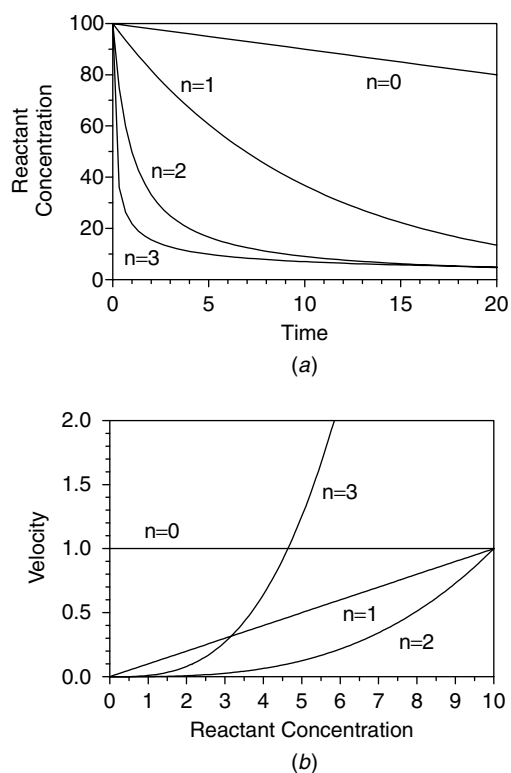 100
80
60
40
20
0
Reactant
Concentration
n=0
n=1
n=2
n=3
0 5 10 15 20
Time
(a)
2.0
1.5
1.0
0.5
0.0
Velocity
n=3
n=0
n=1
n=2
0 1 2 3 4 5 6 7 8 9 10
Reactant Concentration
(b)